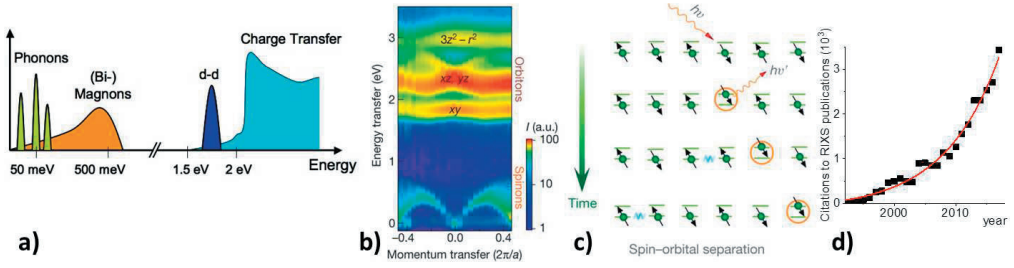 Phonons
(Bi-)
Magnons
d-d
Charge Transfer
50 meV
500 meV
1.5 eV
2 eV
Energy
a)
Energy transfer (eV)
3
2
1
0
3z² – r²
xz, yz
xy
Orbitons
Spinons
I (a.u.)
100
10
1
–0.4
0.0
0.4
Momentum transfer (2π/a)
b)
hν
hν'
Time
Spin–orbital separation
c)
Citations to RIXS publications (10³)
3
2
1
0
2000
2010
year
d)